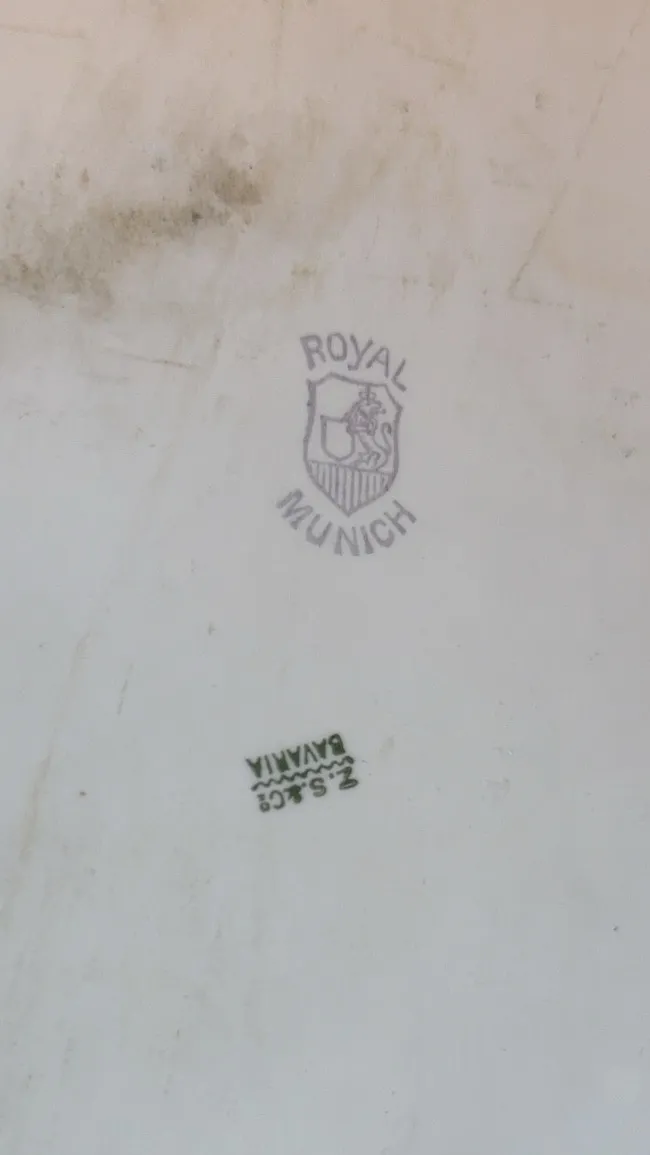 ROYAL
MUNICH
Z.S.&Co.
BAVARIA